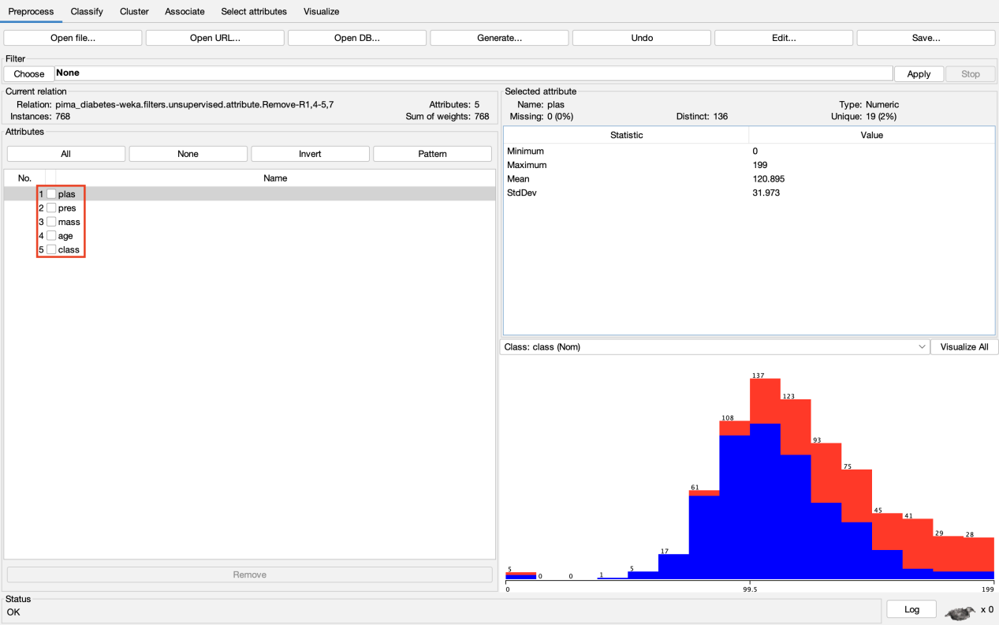 Preprocess Classify Cluster Associate Select attributes Visualize
Open file... Open URL... Open DB... Generate... Undo Edit... Save...
Filter
Choose None Apply Stop
Current relation
Relation: pima_diabetes-weka.filters.unsupervised.attribute.Remove-R1,4-5,7 Attributes: 5
Instances: 768 Sum of weights: 768
Attributes
All None Invert Pattern
No. Name
1 plas
2 pres
3 mass
4 age
5 class
Remove
Selected attribute
Name: plas Type: Numeric
Missing: 0 (0%) Distinct: 136 Unique: 19 (2%)
Statistic Value
Minimum 0
Maximum 199
Mean 120.895
StdDev 31.973
Class: class (Nom) Visualize All
5 0 0 1 5 17 61 108 137 123 93 75 45 41 29 28
0 99.5 199
Status
OK
Log x 0